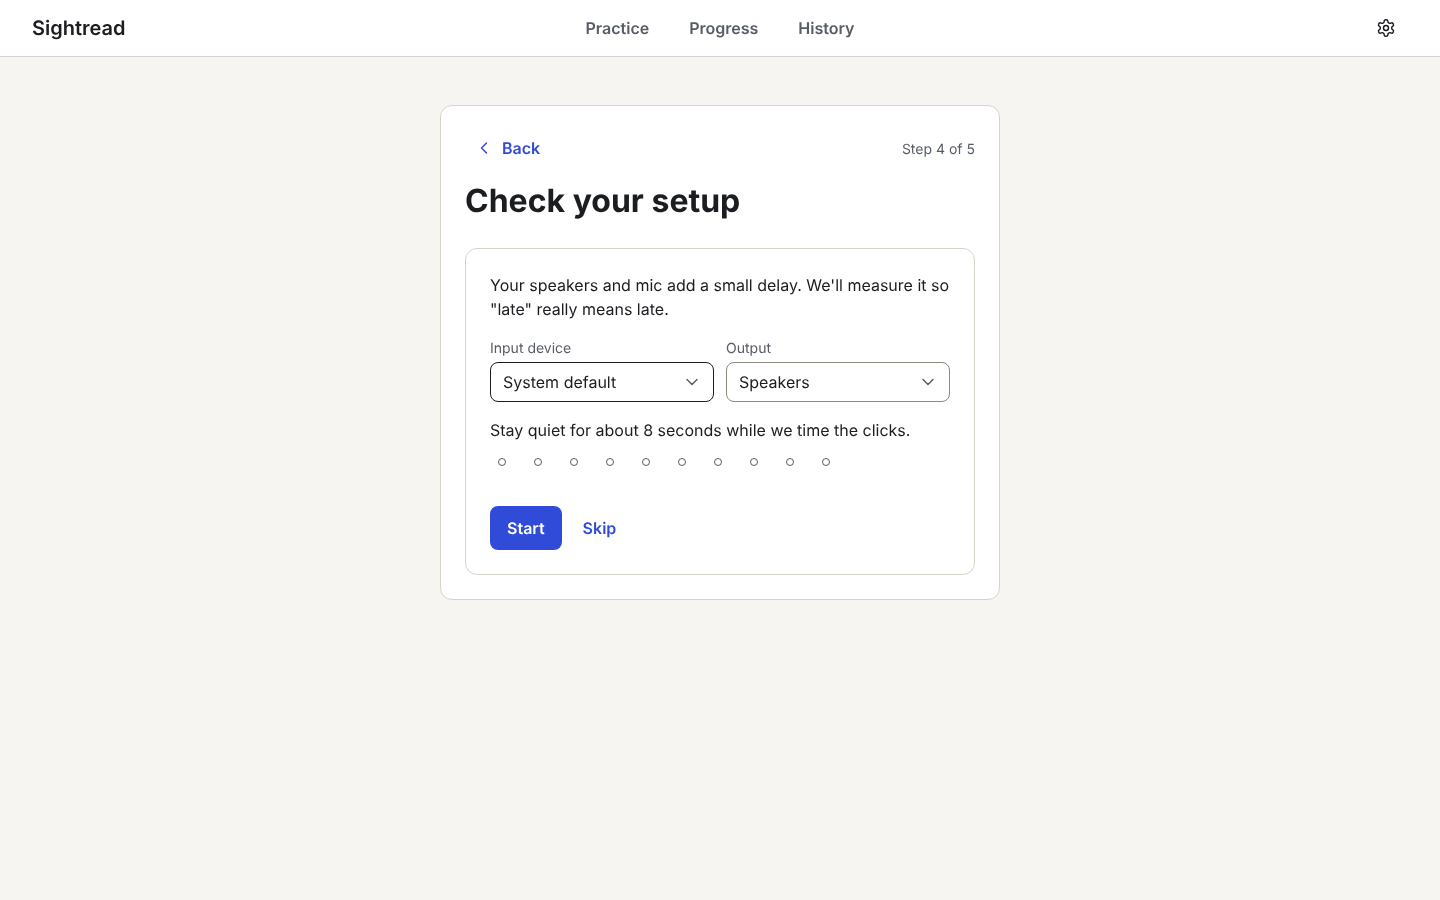 Sightread
Practice
Progress
History
Back
Step 4 of 5
Check your setup
Your speakers and mic add a small delay. We'll measure it so
"late" really means late.
Input device
Output
System default
Speakers
Stay quiet for about 8 seconds while we time the clicks.
Start
Skip